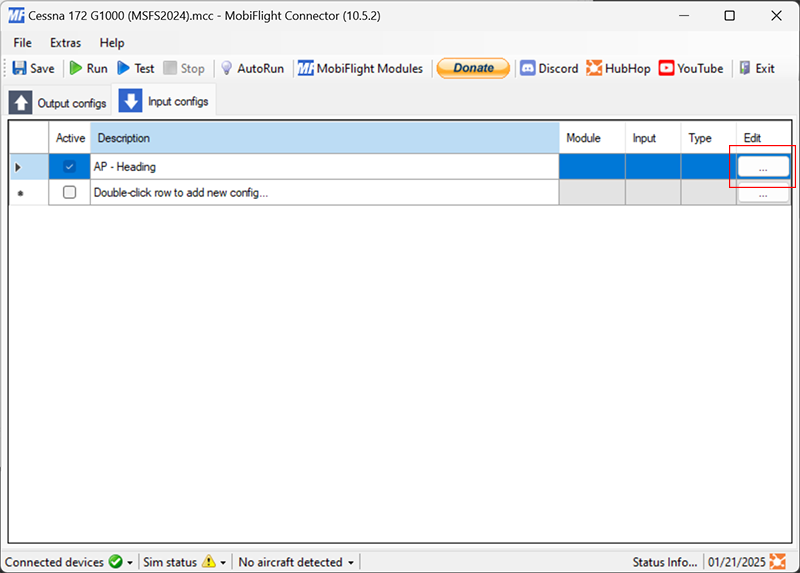 MF Cessna 172 G1000 (MSFS2024).mcc - MobiFlight Connector (10.5.2)
File Extras Help
Save Run Test Stop AutoRun MF MobiFlight Modules Donate Discord HubHop YouTube Exit
Output configs Input configs
Active Description Module Input Type Edit
AP - Heading ...
Double-click row to add new config... ...
Connected devices Sim status No aircraft detected Status Info... 01/21/2025